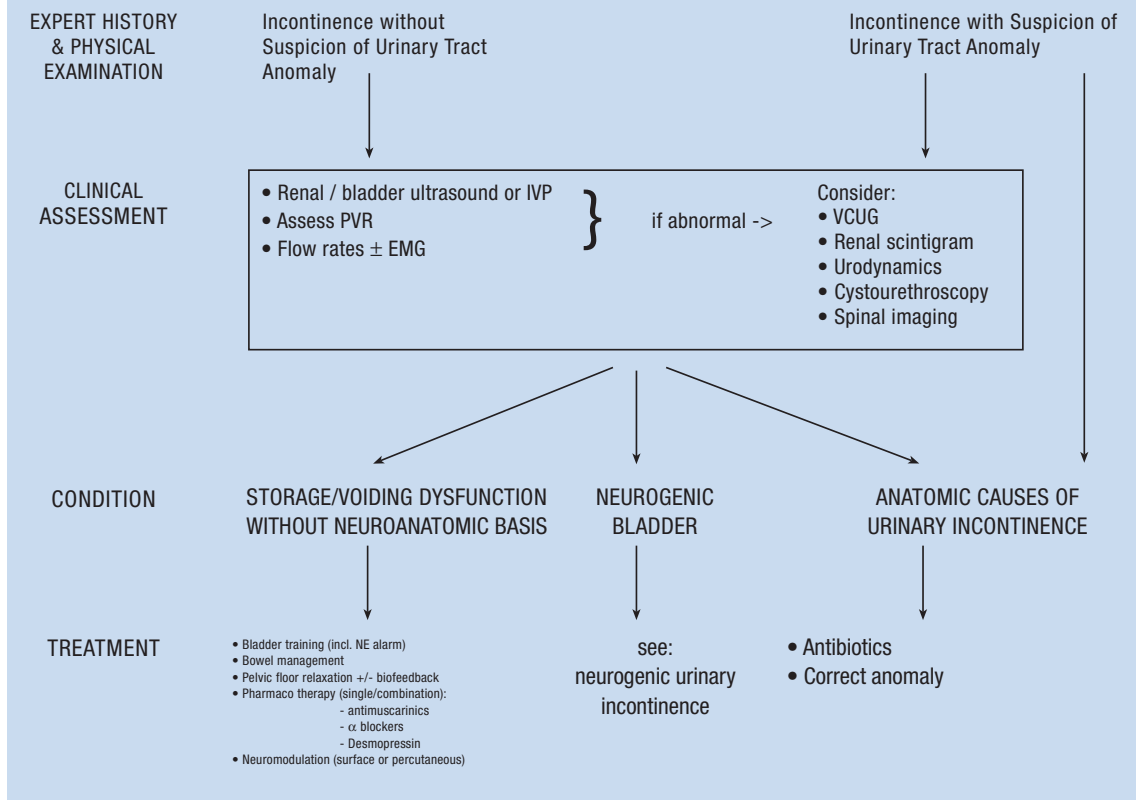 EXPERT HISTORY
& PHYSICAL
EXAMINATION
Incontinence without
Suspicion of Urinary Tract
Anomaly
Incontinence with Suspicion of
Urinary Tract Anomaly
CLINICAL
ASSESSMENT
• Renal / bladder ultrasound or IVP
• Assess PVR
• Flow rates ± EMG
}
if abnormal ->
Consider:
• VCUG
• Renal scintigram
• Urodynamics
• Cystourethroscopy
• Spinal imaging
CONDITION
STORAGE/VOIDING DYSFUNCTION
WITHOUT NEUROANATOMIC BASIS
NEUROGENIC
BLADDER
ANATOMIC CAUSES OF
URINARY INCONTINENCE
TREATMENT
• Bladder training (incl. NE alarm)
• Bowel management
• Pelvic floor relaxation +/- biofeedback
• Pharmaco therapy (single/combination):
- antimuscarinics
- α blockers
- Desmopressin
• Neuromodulation (surface or percutaneous)
see:
neurogenic urinary
incontinence
• Antibiotics
• Correct anomaly